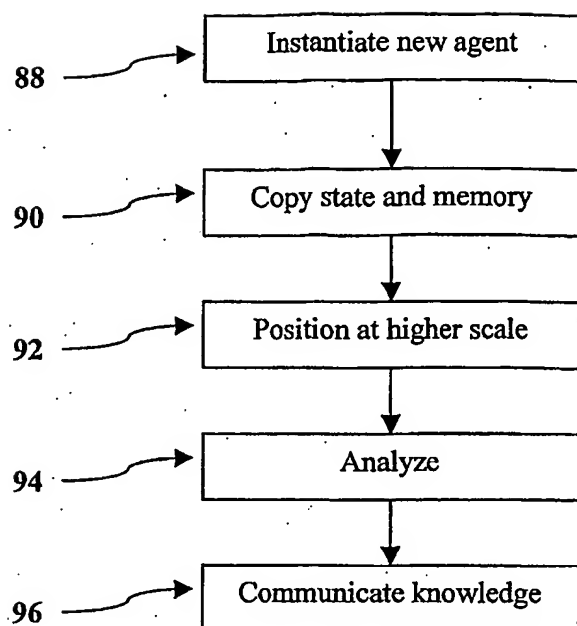 Instantiate new agent
88
Copy state and memory
90
Position at higher scale
92
Analyze
94
Communicate knowledge
96